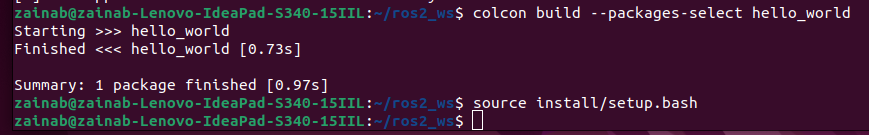 zainab@zainab-Lenovo-IdeaPad-S340-15IIL:~/ros2_ws$ colcon build --packages-select hello_world
Starting >>> hello_world
Finished <<< hello_world [0.73s]
Summary: 1 package finished [0.97s]
zainab@zainab-Lenovo-IdeaPad-S340-15IIL:~/ros2_ws$ source install/setup.bash
zainab@zainab-Lenovo-IdeaPad-S340-15IIL:~/ros2_ws$